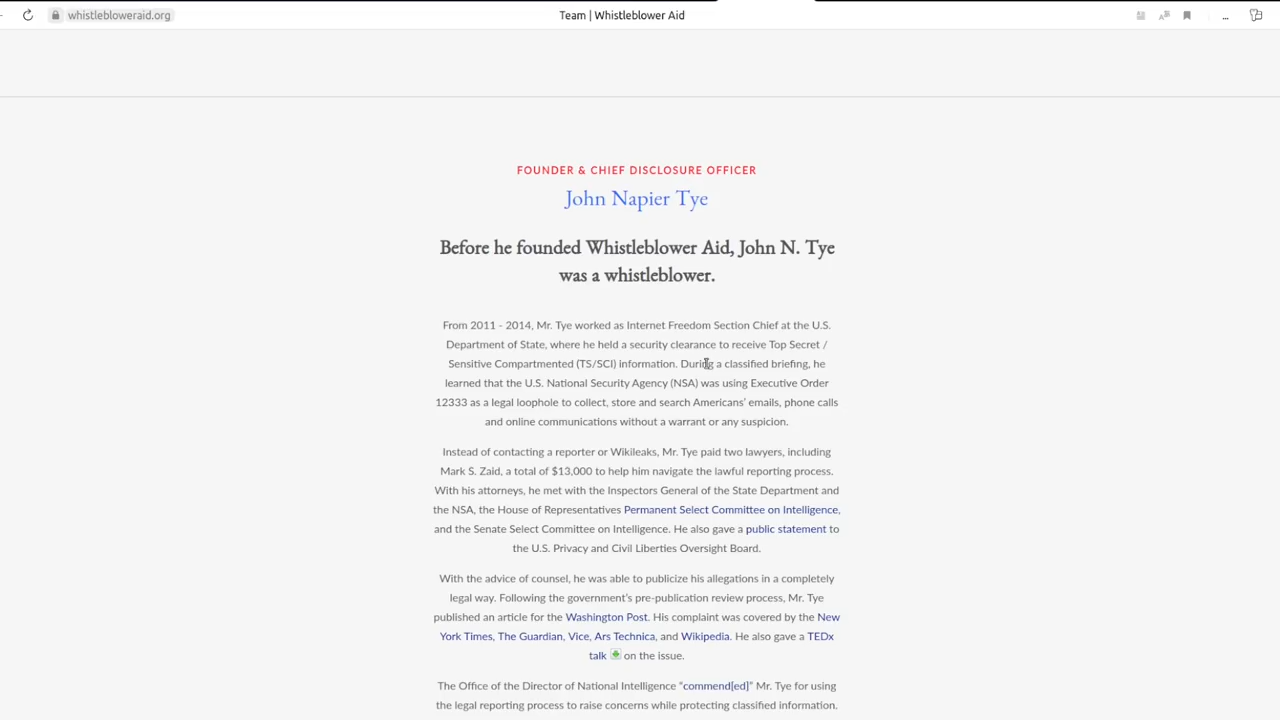 whistlebloweraid.org
Team | Whistleblower Aid
...
FOUNDER & CHIEF DISCLOSURE OFFICER
John Napier Tye
Before he founded Whistleblower Aid, John N. Tye
was a whistleblower.
From 2011 - 2014, Mr. Tye worked as Internet Freedom Section Chief at the U.S.
Department of State, where he held a security clearance to receive Top Secret /
Sensitive Compartmented (TS/SCI) information. During a classified briefing, he
learned that the U.S. National Security Agency (NSA) was using Executive Order
12333 as a legal loophole to collect, store and search Americans' emails, phone calls
and online communications without a warrant or any suspicion.
Instead of contacting a reporter or Wikileaks, Mr. Tye paid two lawyers, including
Mark S. Zaid, a total of $13,000 to help him navigate the lawful reporting process.
With his attorneys, he met with the Inspectors General of the State Department and
the NSA, the House of Representatives Permanent Select Committee on Intelligence,
and the Senate Select Committee on Intelligence. He also gave a public statement to
the U.S. Privacy and Civil Liberties Oversight Board.
With the advice of counsel, he was able to publicize his allegations in a completely
legal way. Following the government's pre-publication review process, Mr. Tye
published an article for the Washington Post. His complaint was covered by the New
York Times, The Guardian, Vice, Ars Technica, and Wikipedia. He also gave a TEDx
talk on the issue.
The Office of the Director of National Intelligence "commend[ed]" Mr. Tye for using
the legal reporting process to raise concerns while protecting classified information.